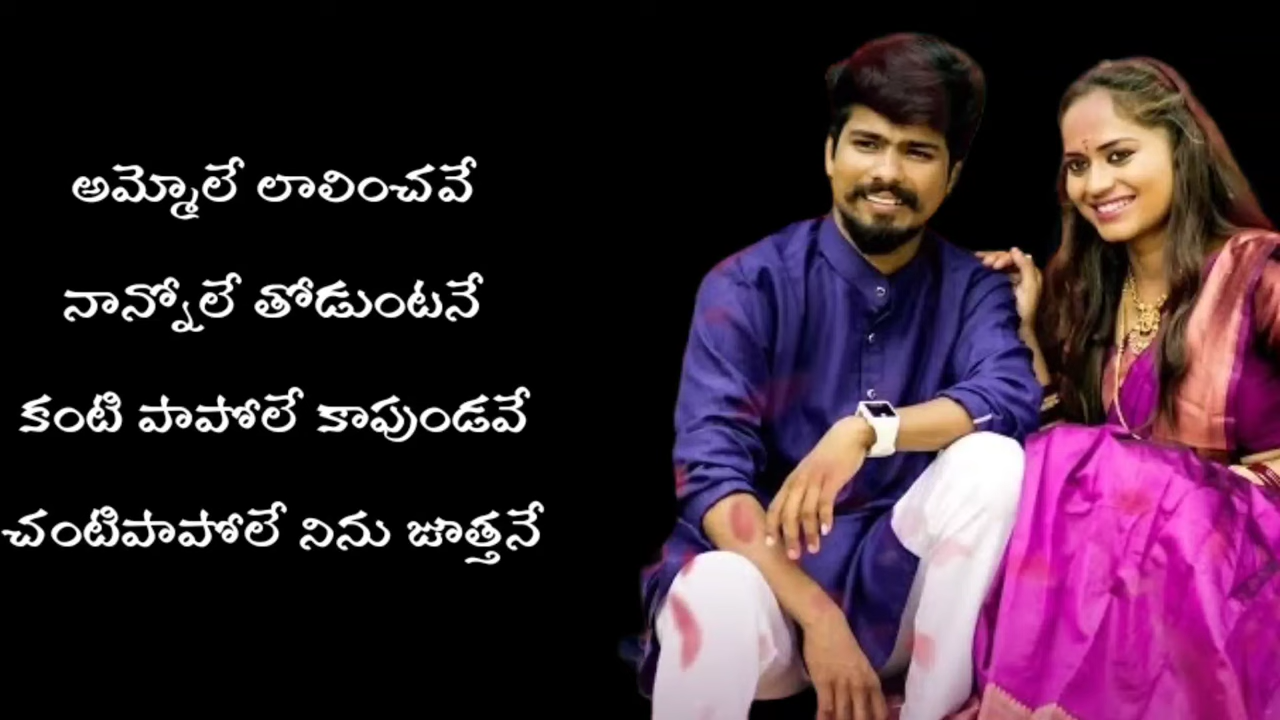 అమ్మోలే లాలించవే
నాన్నోలే తోడుంటనే
కంటి పాపోలే కాపుండవే
చంటిపాపోలే నిను జూత్తనే